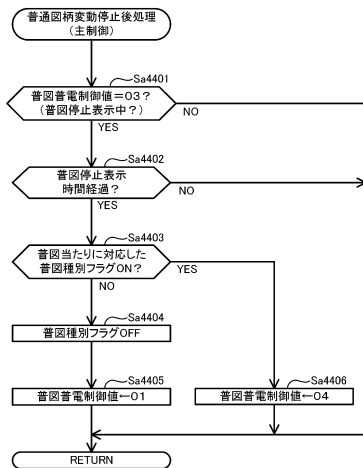 普通図柄変動停止後処理
(主制御)
Sa4401
普図普電制御値＝03？
(普図停止表示中？)
NO
YES
Sa4402
普図停止表示
時間経過？
NO
YES
Sa4403
普図当たりに対応した
普図種別フラグON？
YES
NO
Sa4404
普図種別フラグOFF
Sa4405
普図普電制御値←01
Sa4406
普図普電制御値←04
RETURN